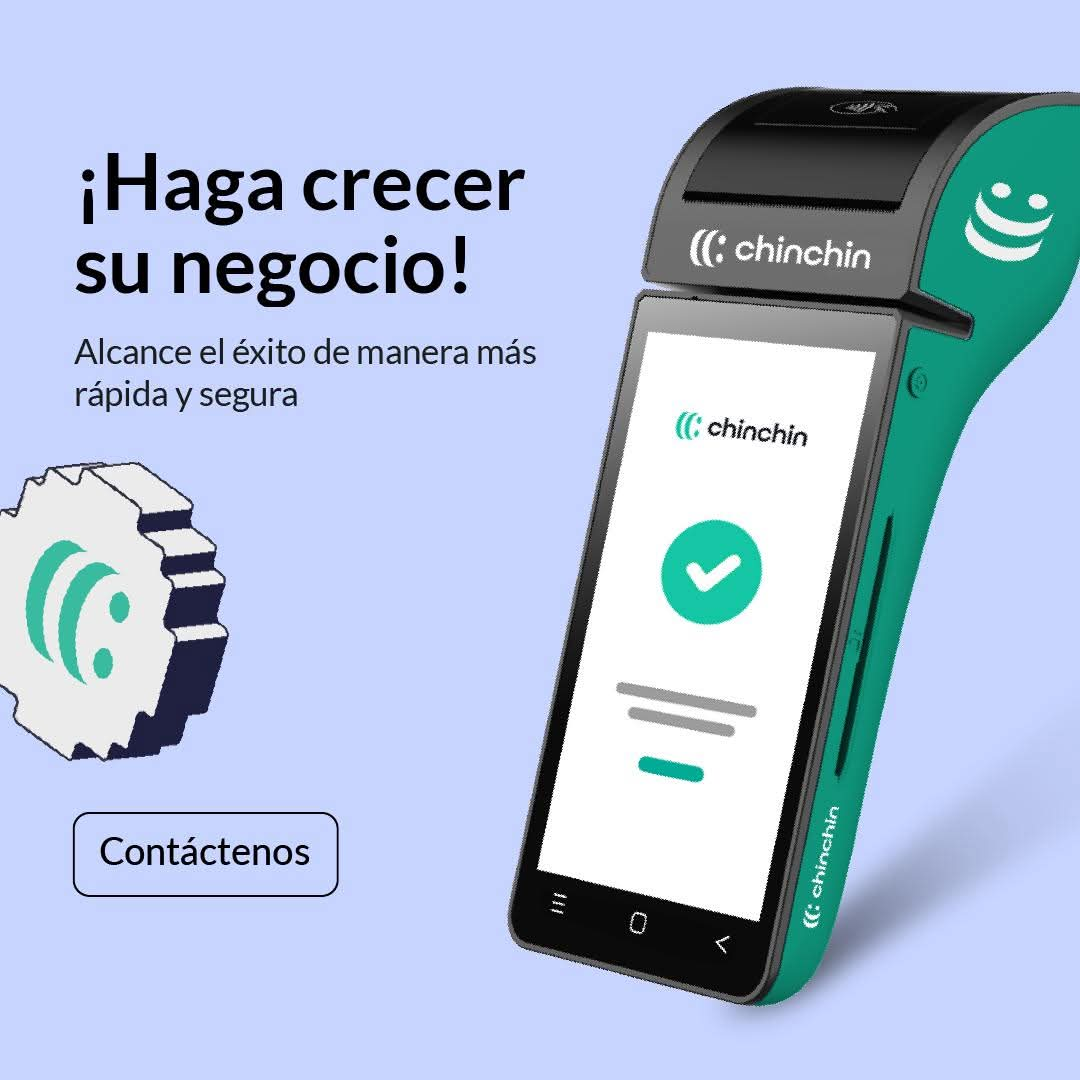 ¡Haga crecer
su negocio!
Alcance el éxito de manera más
rápida y segura
Contáctenos
chinchin
chinchin
chinchin